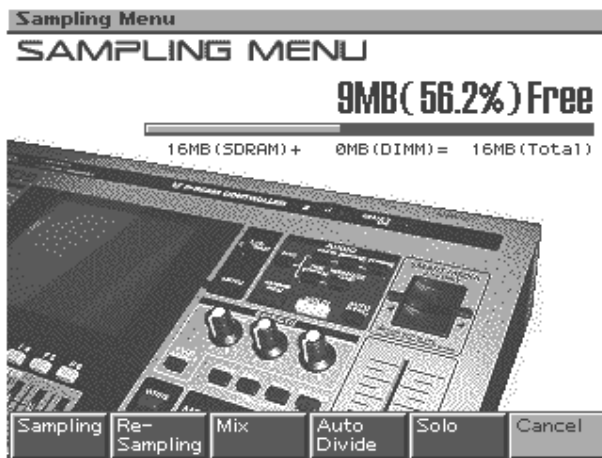 Sampling Menu
SAMPLING MENU
9MB( 56.2% ) Free
16MB(SDRAM)+ 0MB(DIMM)= 16MB(Total)
Sampling Re-Sampling Mix Auto Divide Solo Cancel